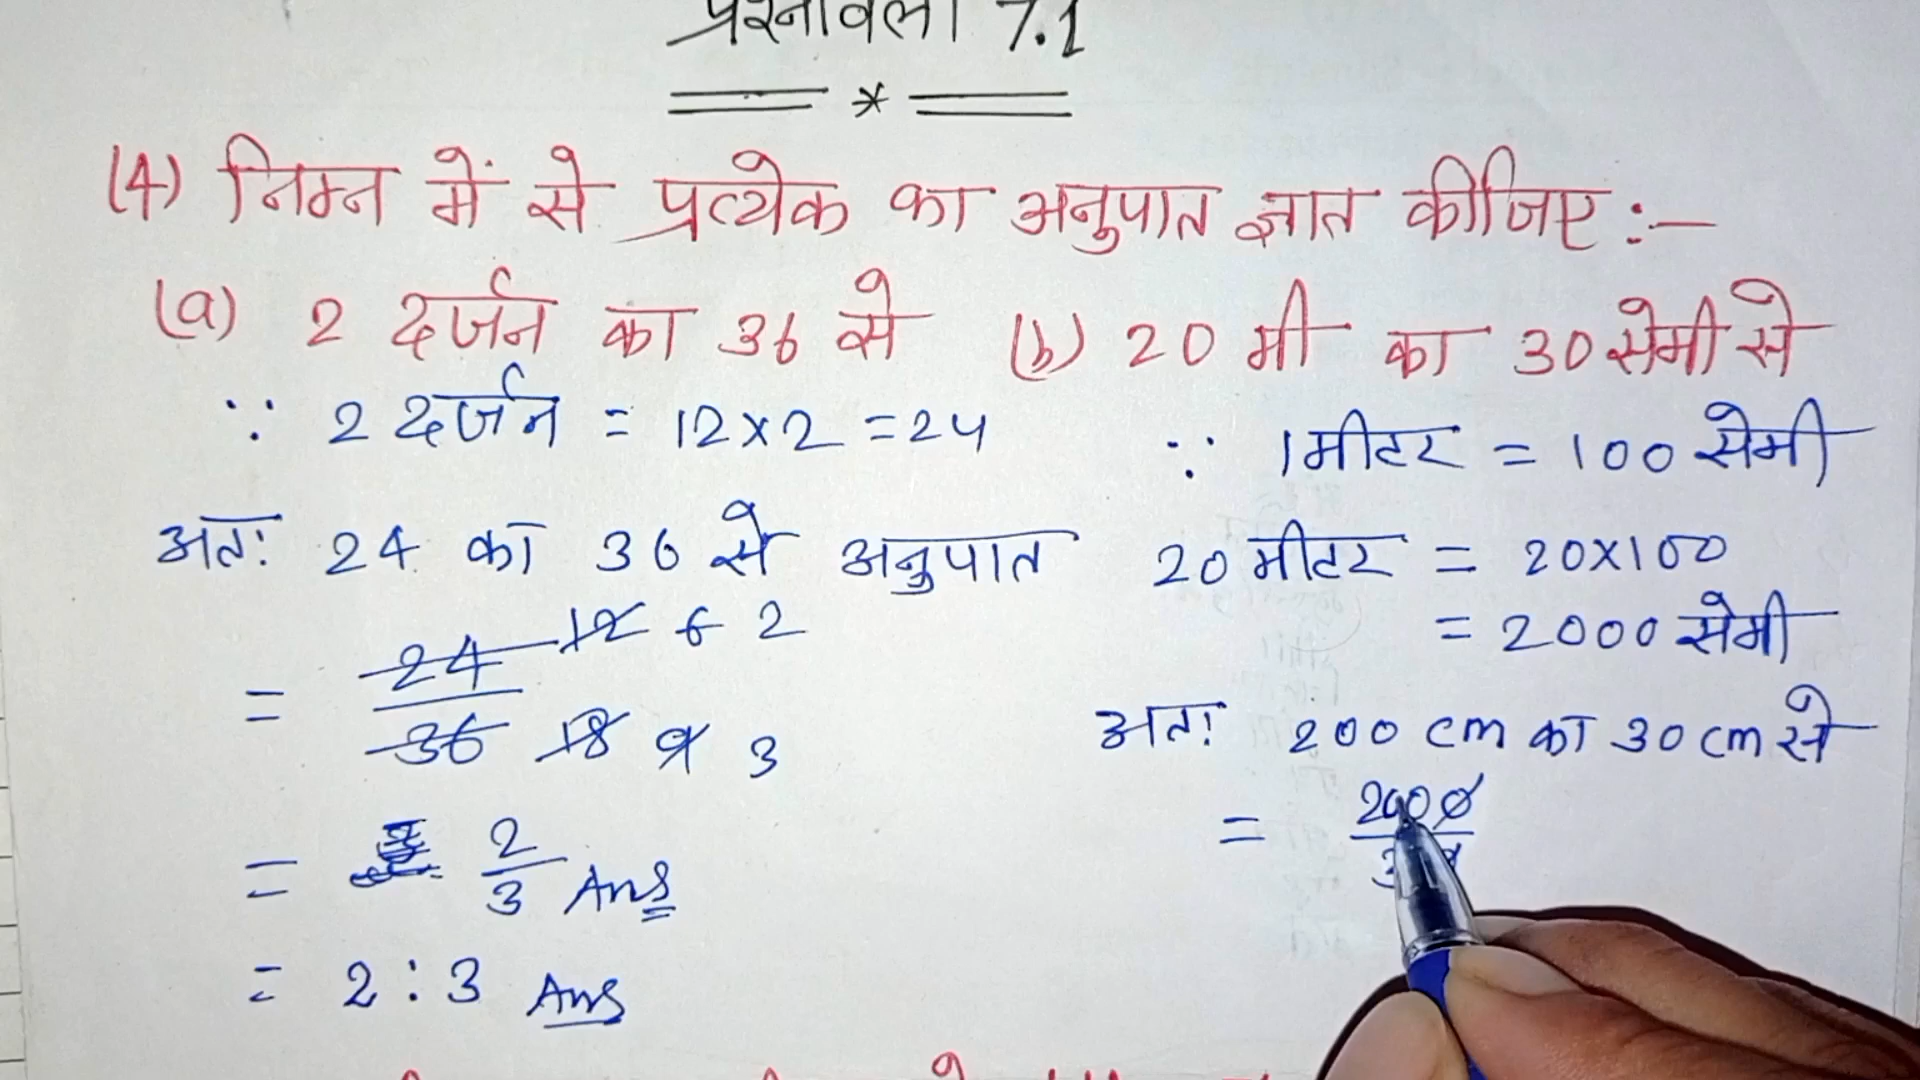 प्रश्नावली 7.1
(4) निम्न में से प्रत्येक का अनुपात ज्ञात कीजिए :-
(a) 2 दर्जन का 36 से
∵ 2 दर्जन = 12×2 = 24
अतः 24 का 36 से अनुपात
= 24/36 12/18 6/9 2/3
= 2/3 Ans
= 2 : 3 Ans
(b) 20 मी का 30 सेमी से
∵ 1 मीटर = 100 सेमी
20 मीटर = 20×100
= 2000 सेमी
अतः 200 cm का 30 cm से
= 2000